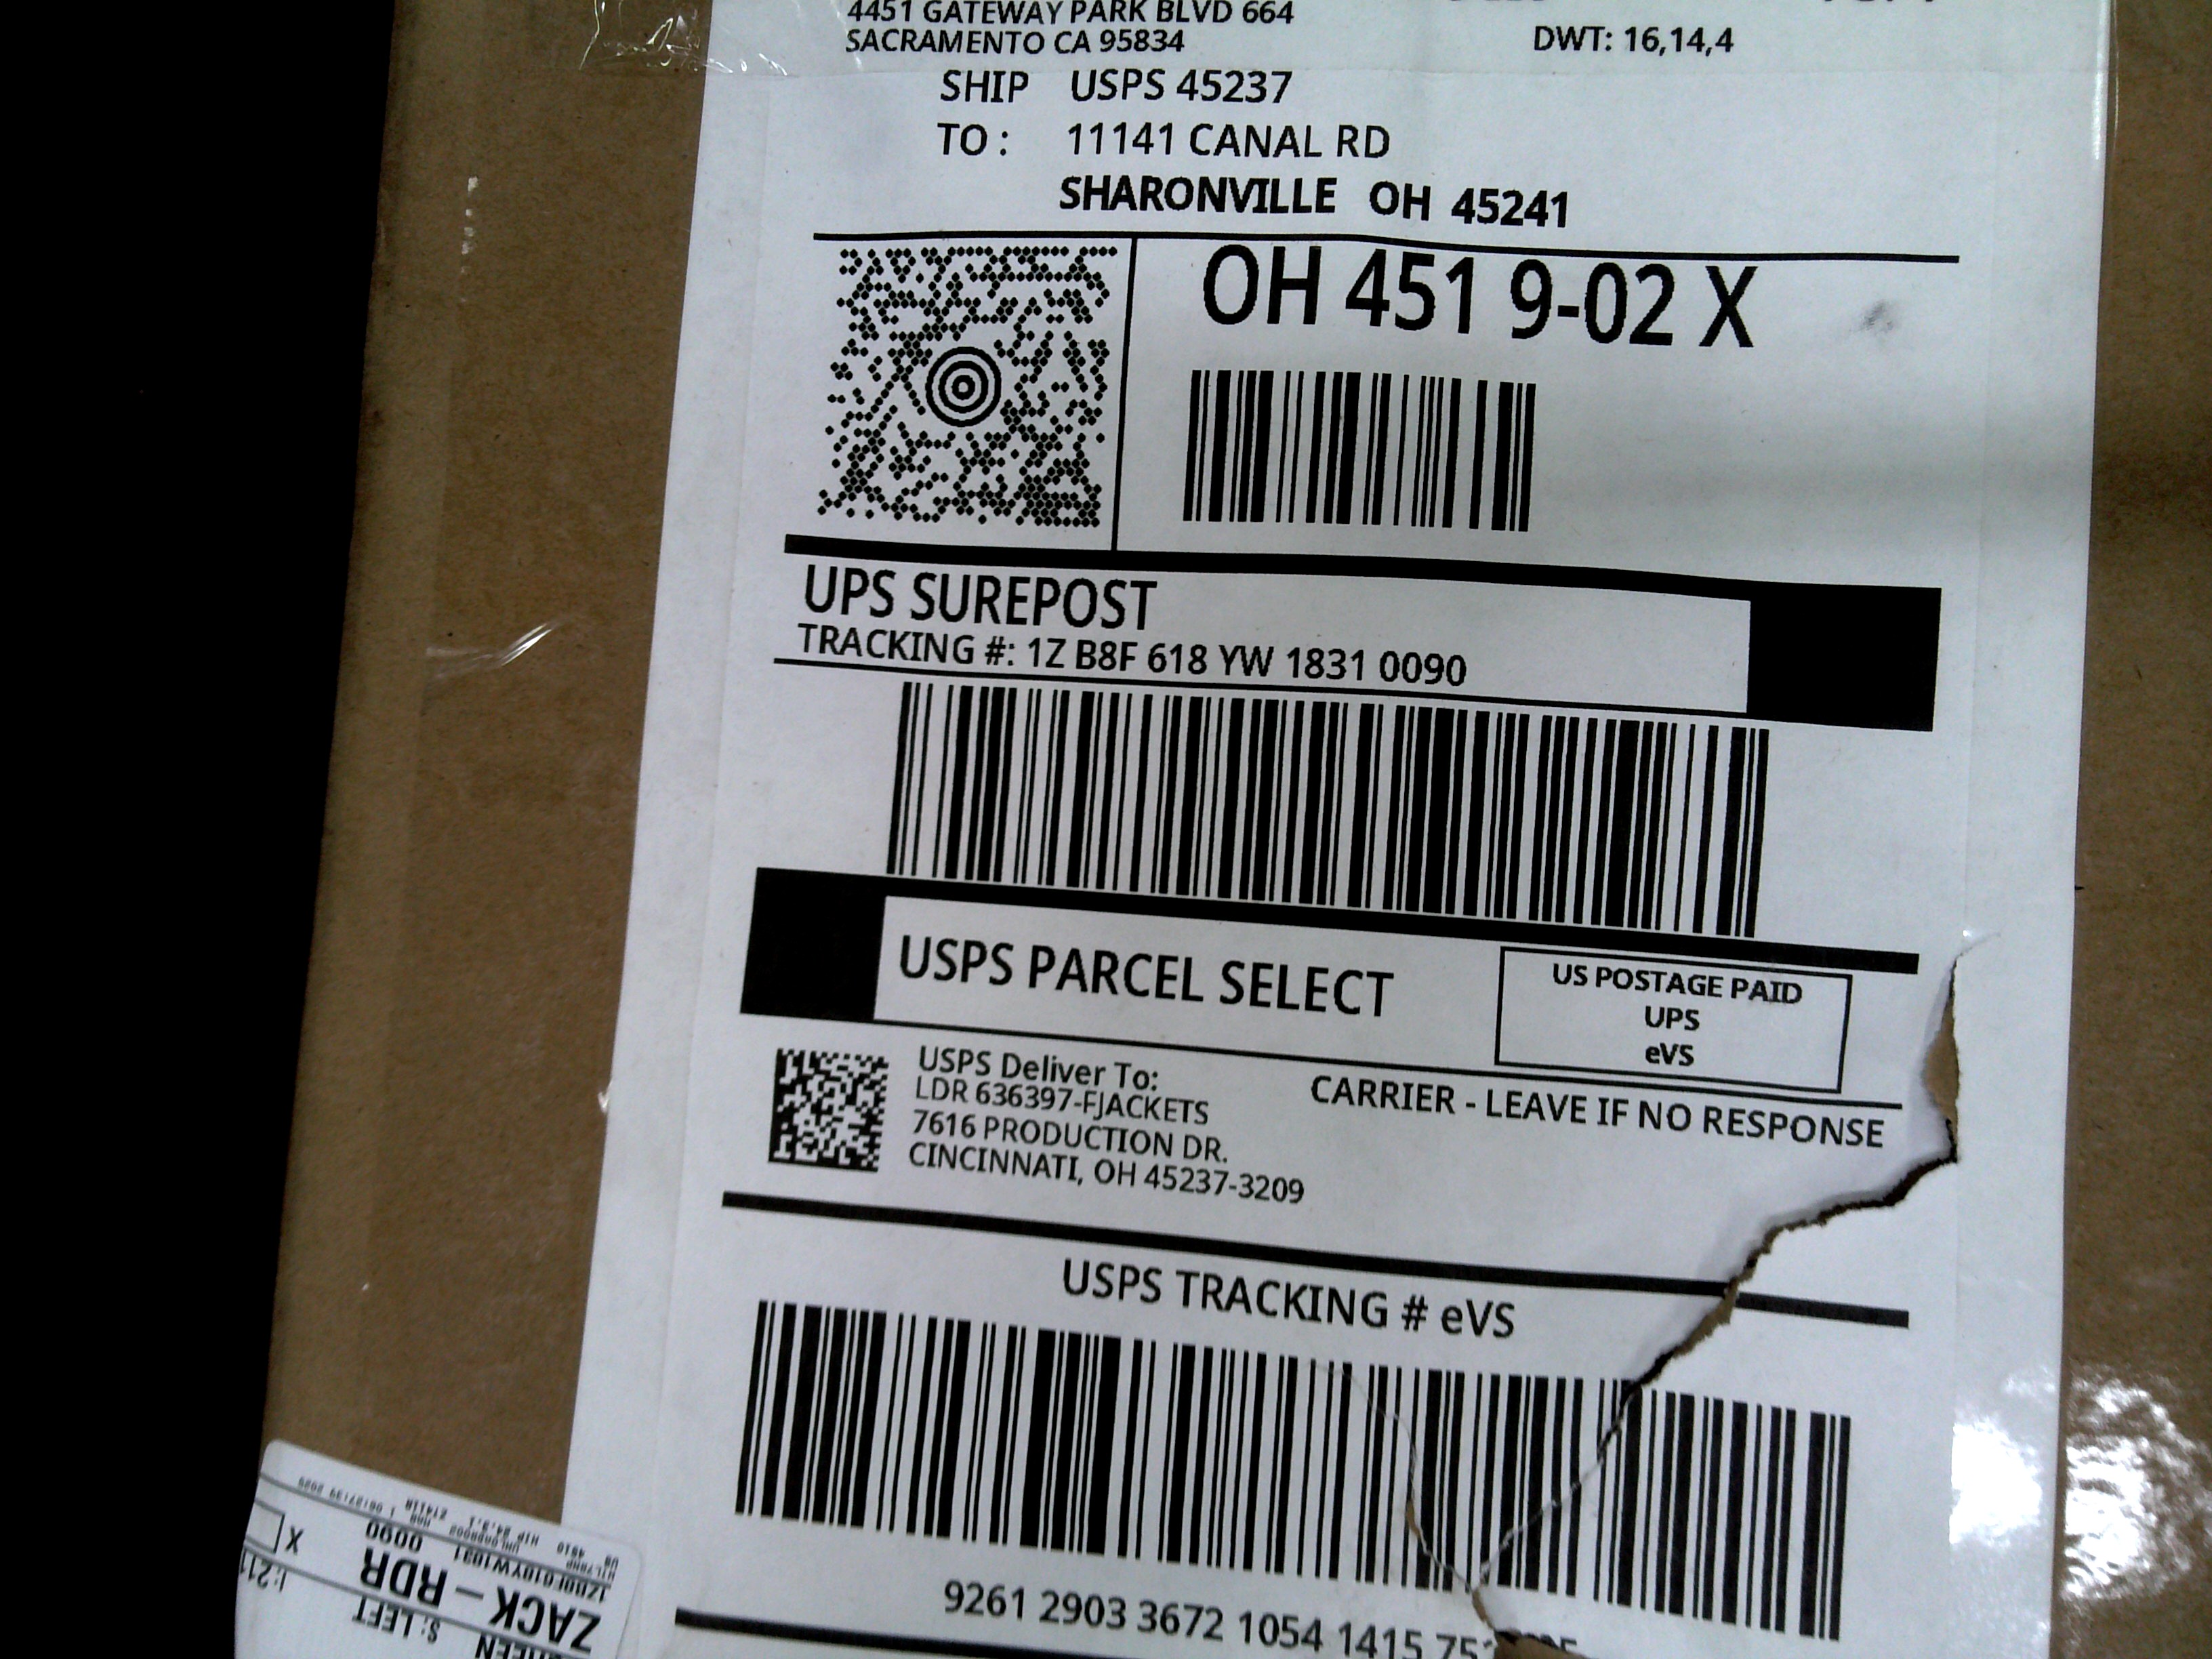 4451 GATEWAY PARK BLVD 664
SACRAMENTO CA 95834
DWT: 16,14,4
SHIP USPS 45237
TO : 11141 CANAL RD
SHARONVILLE OH 45241
OH 451 9-02 X
UPS SUREPOST
TRACKING #: 1Z B8F 618 YW 1831 0090
USPS PARCEL SELECT
US POSTAGE PAID
UPS
eVS
USPS Deliver To:
LDR 636397-FJACKETS
7616 PRODUCTION DR.
CINCINNATI, OH 45237-3209
CARRIER - LEAVE IF NO RESPONSE
USPS TRACKING # eVS
9261 2903 3672 1054 1415
S: LEFT
ZACK – RDR
0090
X